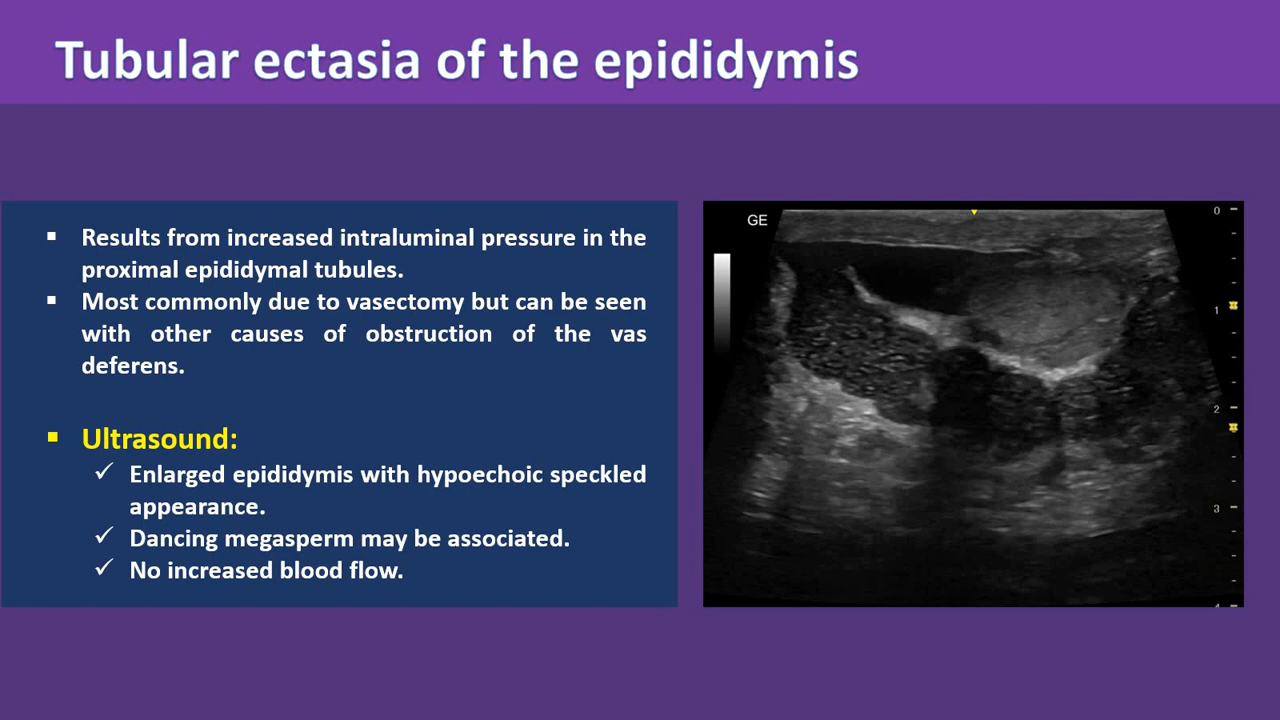 Tubular ectasia of the epididymis
▪ Results from increased intraluminal pressure in the
proximal epididymal tubules.
▪ Most commonly due to vasectomy but can be seen
with other causes of obstruction of the vas
deferens.
▪ Ultrasound:
✓ Enlarged epididymis with hypoechoic speckled
appearance.
✓ Dancing megasperm may be associated.
✓ No increased blood flow.
GE
0
1
2
3